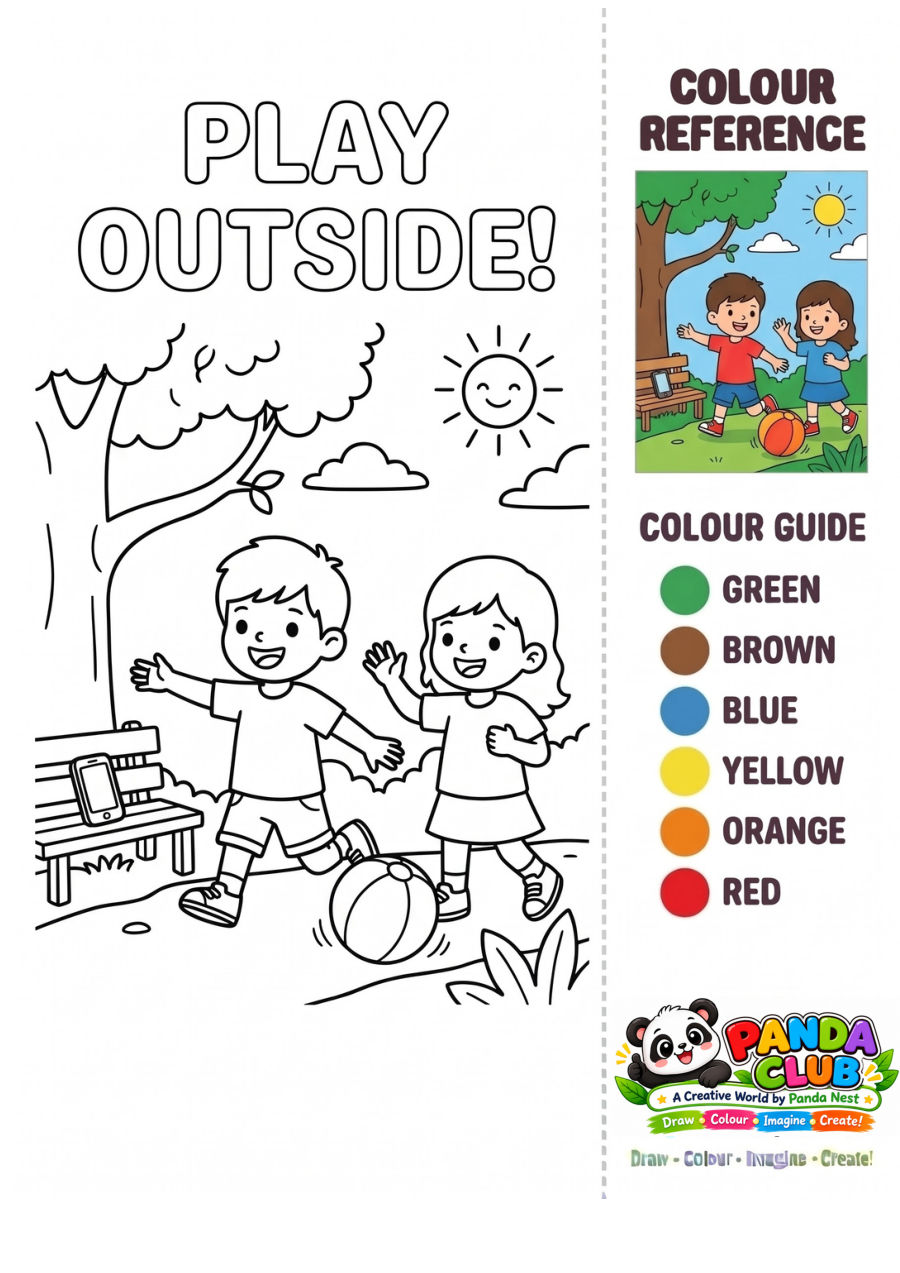 PLAY
OUTSIDE!
COLOUR
REFERENCE
COLOUR GUIDE
GREEN
BROWN
BLUE
YELLOW
ORANGE
RED
PANDA
CLUB
A Creative World by Panda Nest
Draw • Colour • Imagine • Create!
Draw • Colour • Imagine • Create!